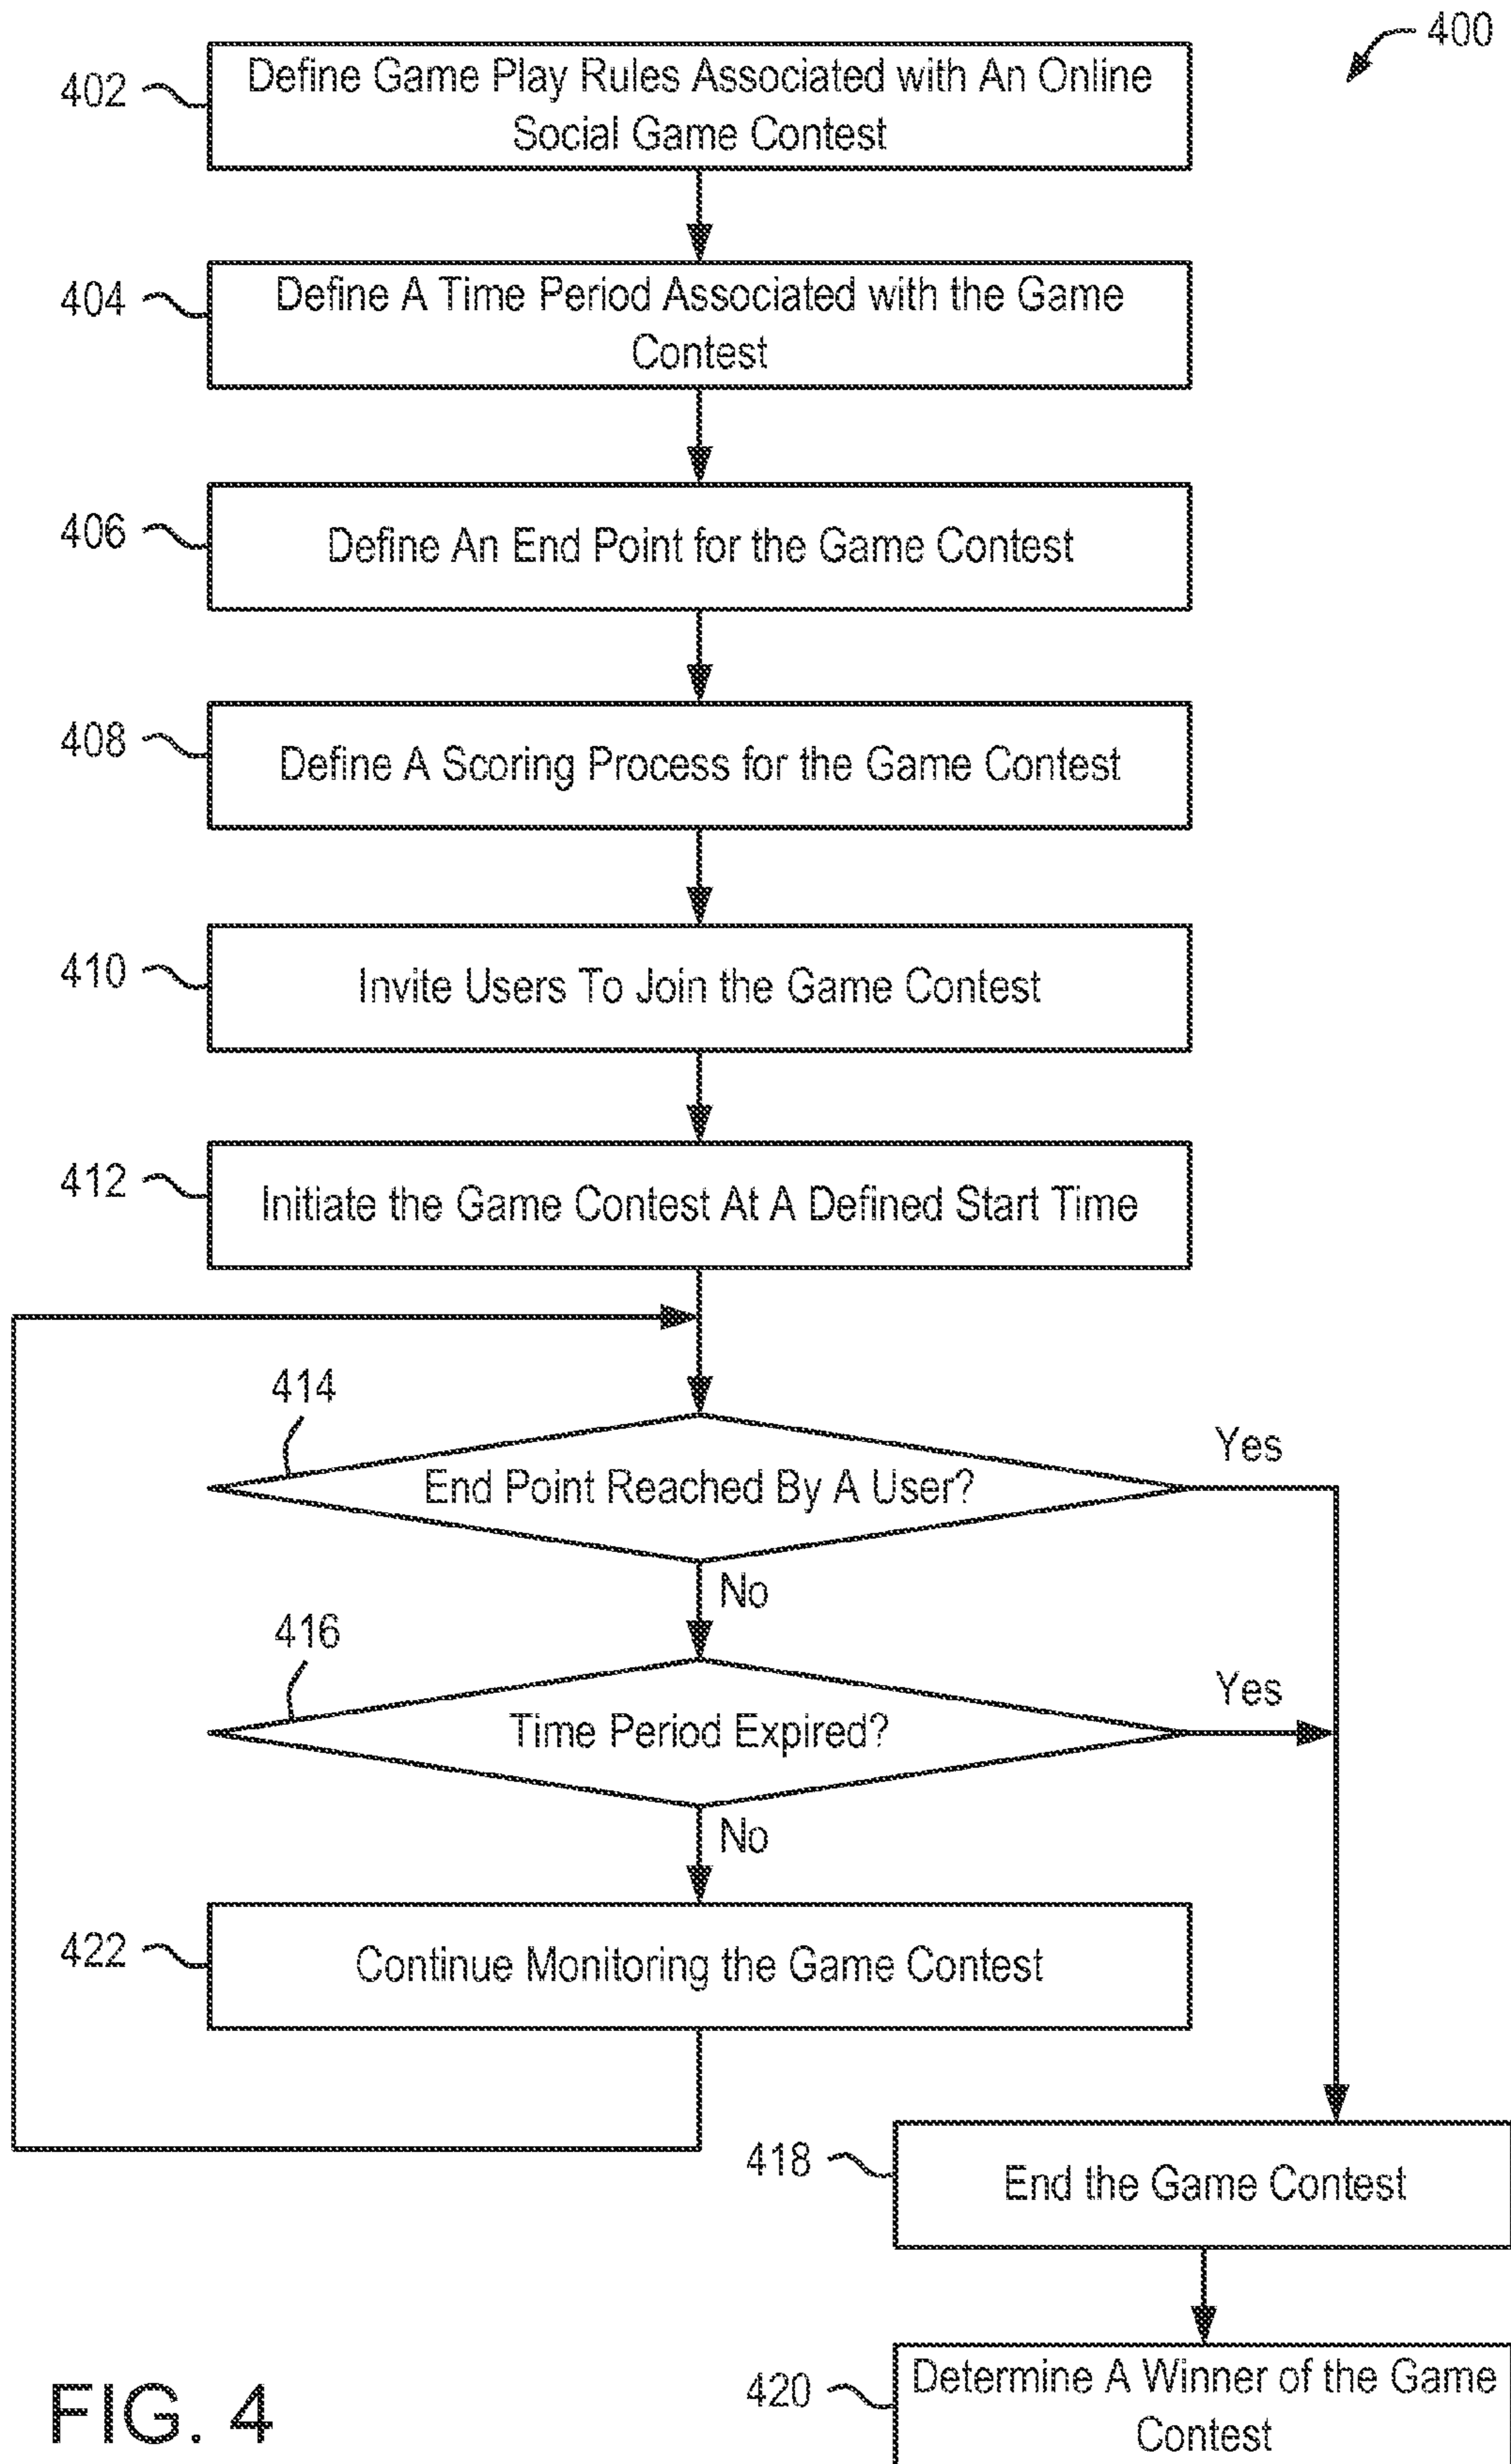 400
402
Define Game Play Rules Associated with An Online
Social Game Contest
404
Define A Time Period Associated with the Game
Contest
406
Define An End Point for the Game Contest
408
Define A Scoring Process for the Game Contest
410
Invite Users To Join the Game Contest
412
Initiate the Game Contest At A Defined Start Time
414
End Point Reached By A User?
Yes
No
416
Time Period Expired?
Yes
No
422
Continue Monitoring the Game Contest
418
End the Game Contest
420
Determine A Winner of the Game
Contest
FIG. 4